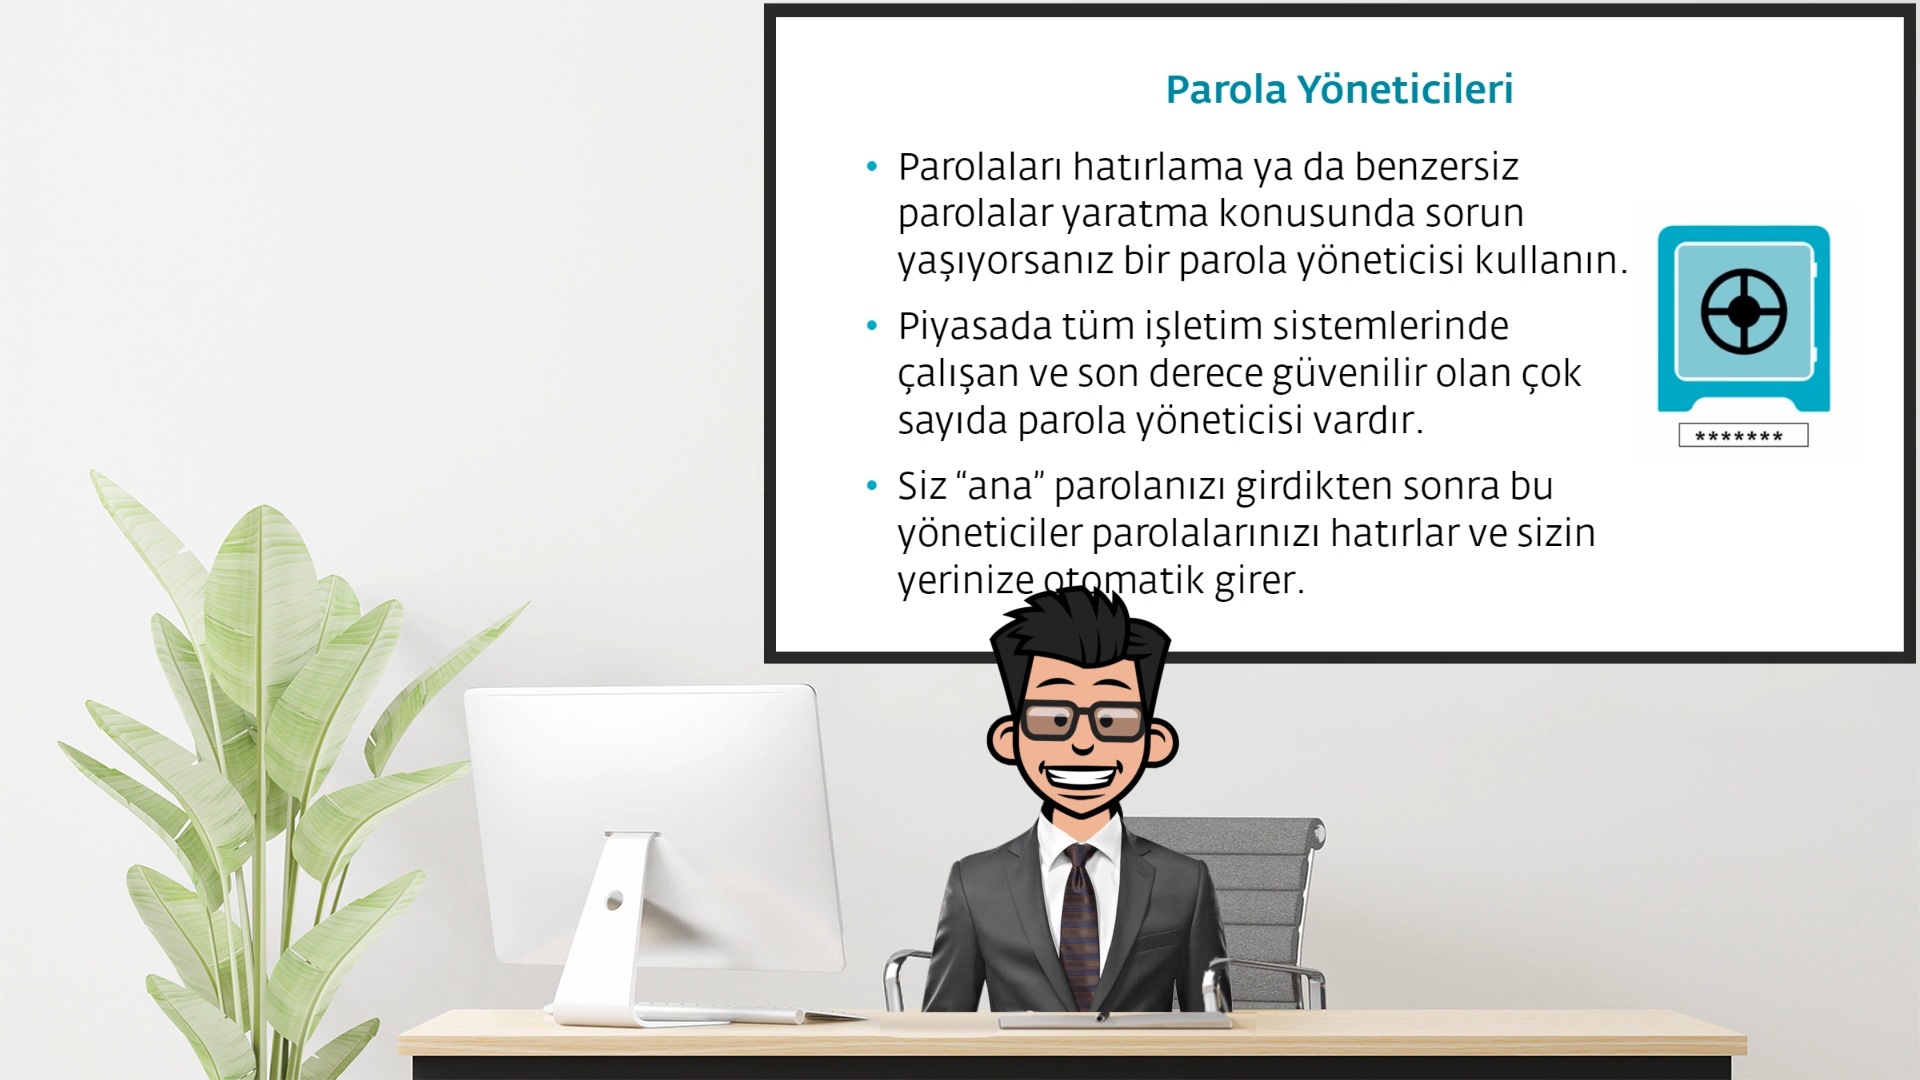 Parola Yöneticileri
• Parolaları hatırlama ya da benzersiz
parolalar yaratma konusunda sorun
yaşıyorsanız bir parola yöneticisi kullanın.
• Piyasada tüm işletim sistemlerinde
çalışan ve son derece güvenilir olan çok
sayıda parola yöneticisi vardır.
*******
• Siz “ana” parolanızı girdikten sonra bu
yöneticiler parolalarınızı hatırlar ve sizin
yerinize otomatik girer.